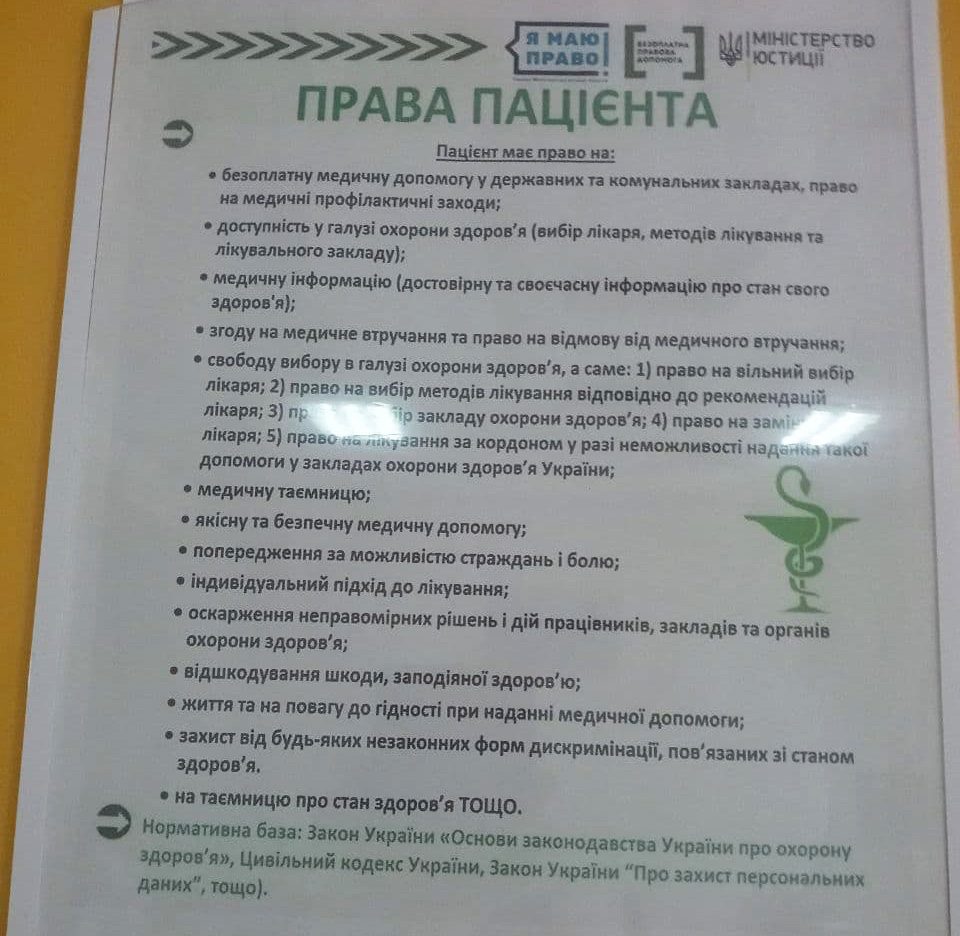 Я МАЮ
ПРАВО!
БЕЗОПЛАТНА
ПРАВОВА
ДОПОМОГА
МІНІСТЕРСТВО
ЮСТИЦІЇ
ПРАВА ПАЦІЄНТА
Пацієнт має право на:
• безоплатну медичну допомогу у державних та комунальних закладах, право
на медичні профілактичні заходи;
• доступність у галузі охорони здоров’я (вибір лікаря, методів лікування та
лікувального закладу);
• медичну інформацію (достовірну та своєчасну інформацію про стан свого
здоров'я);
• згоду на медичне втручання та право на відмову від медичного втручання;
• свободу вибору в галузі охорони здоров’я, а саме: 1) право на вільний вибір
лікаря; 2) право на вибір методів лікування відповідно до рекомендацій
лікаря; 3) закладу охорони здоров’я; 4) право на
лікаря; 5) право на лікування за кордоном у разі неможливості надання такої
допомоги у закладах охорони здоров’я України;
• медичну таємницю;
• якісну та безпечну медичну допомогу;
• попередження за можливістю страждань і болю;
• індивідуальний підхід до лікування;
• оскарження неправомірних рішень і дій працівників, закладів та органів
охорони здоров’я;
• відшкодування шкоди, заподіяної здоров’ю;
• життя та на повагу до гідності при наданні медичної допомоги;
• захист від будь-яких незаконних форм дискримінації, пов’язаних зі станом
здоров’я.
• на таємницю про стан здоров’я ТОЩО.
Нормативна база: Закон України «Основи законодавства України про охорону
здоров’я», Цивільний кодекс України, Закон України “Про захист персональних
даних”, тощо).